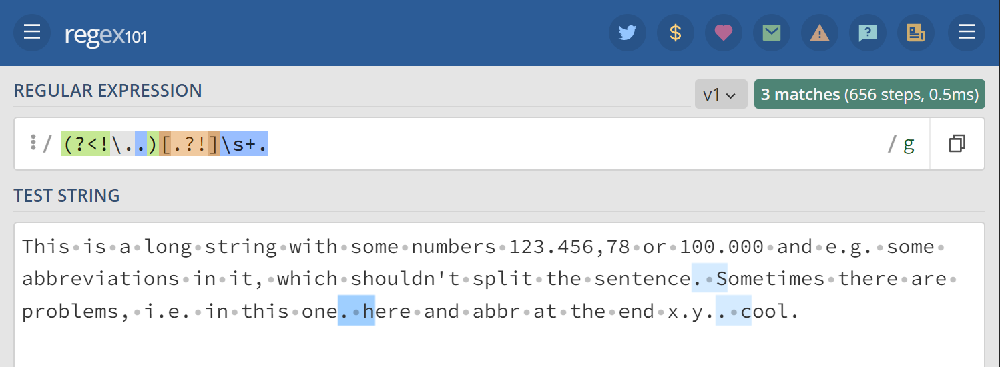 regex101
REGULAR EXPRESSION
v1 3 matches (656 steps, 0.5ms)
/ (?<!\..)[.?!]\s+. / g
TEST STRING
This is a long string with some numbers 123.456,78 or 100.000 and e.g. some
abbreviations in it, which shouldn't split the sentence. Sometimes there are
problems, i.e. in this one. here and abbr at the end x.y.. cool.